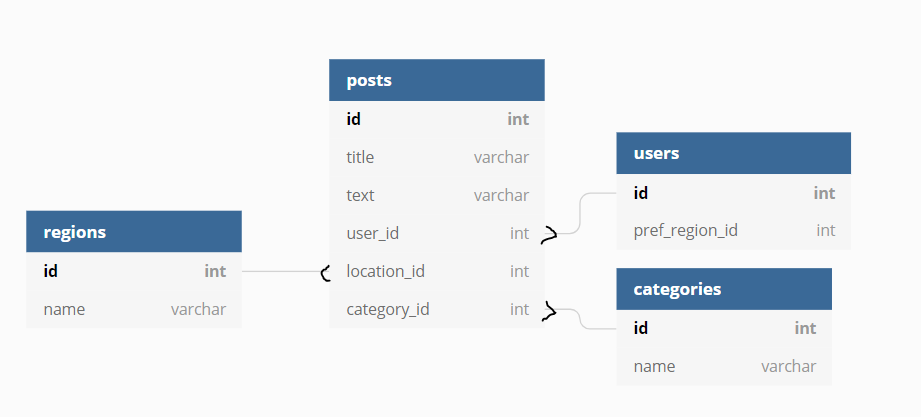 regions
id int
name varchar
posts
id int
title varchar
text varchar
user_id int
location_id int
category_id int
users
id int
pref_region_id int
categories
id int
name varchar